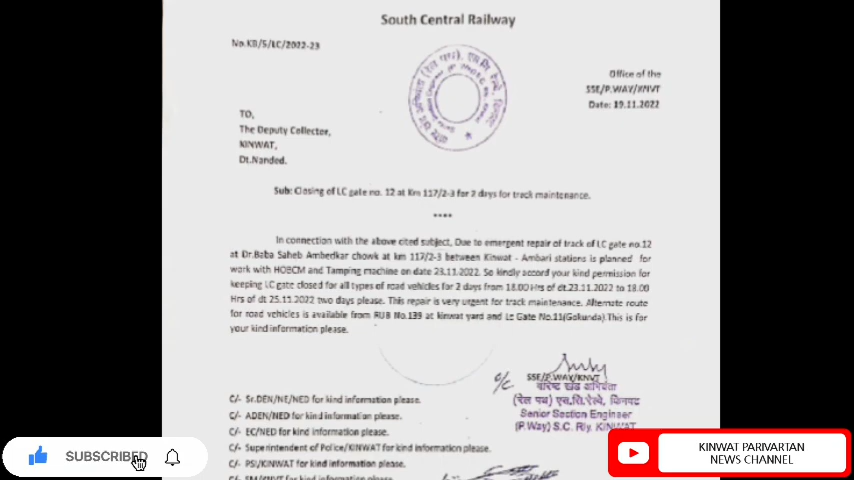 South Central Railway
No.KB/5/LC/2022-23
Office of the
SSE/P.WAY/KNVT
Date: 19.11.2022
TO,
The Deputy Collector,
KINWAT,
Dt.Nanded.
Sub: Closing of LC gate no. 12 at Km 117/2-3 for 2 days for track maintenance.
****
In connection with the above cited subject, Due to emergent repair of track of LC gate no.12
at Dr.Baba Saheb Ambedkar chowk at km 117/2-3 between Kinwat - Ambari stations is planned for
work with HOBCM and Tamping machine on date 23.11.2022. So kindly accord your kind permission for
keeping LC gate closed for all types of road vehicles for 2 days from 18.00 Hrs of dt.23.11.2022 to 18.00
Hrs of dt 25.11.2022 two days please. This repair is very urgent for track maintenance. Alternate route
for road vehicles is available from RUB No.139 at kinwat yard and Lc Gate No.11(Gokunda).This is for
your kind information please.
SSE/P.WAY/KNVT
वरिष्ठ खंड अभियंता
(रेल पथ) एस.सि.रेल्वे, किनवट
Senior Section Engineer
(P.Way) S.C. Rly. KINWAT
C/- Sr.DEN/NE/NED for kind information please.
C/- ADEN/NED for kind information please.
C/- EC/NED for kind information please.
C/- Superintendent of Police/KINWAT for kind information please.
C/- PSI/KINWAT for kind information please.
SUBSCRIBED
KINWAT PARIVARTAN
NEWS CHANNEL